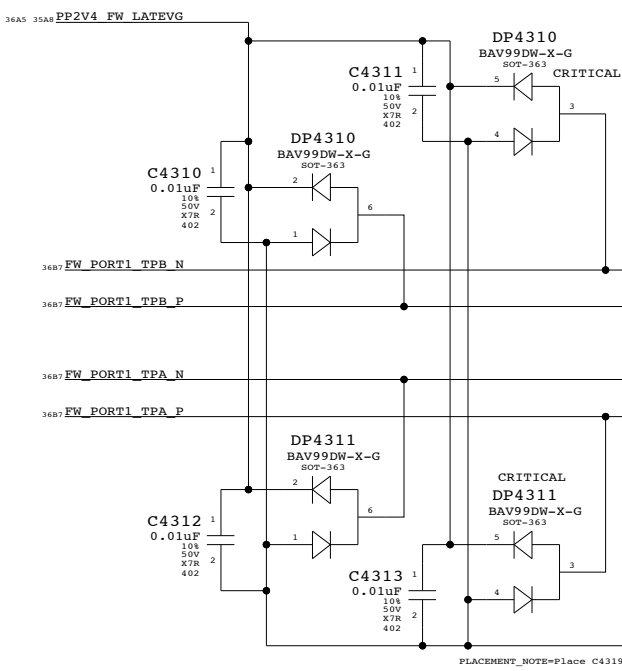 36A5 35A8 PP2V4_FW_LATEVG
DP4310
BAV99DW-X-G
SOT-363
CRITICAL
5
3
4
C4311
0.01uF
10%
50V
X7R
402
1
2
DP4310
BAV99DW-X-G
SOT-363
2
6
1
C4310
0.01uF
10%
50V
X7R
402
1
2
36B7 FW_PORT1_TPB_N
36B7 FW_PORT1_TPB_P
36B7 FW_PORT1_TPA_N
36B7 FW_PORT1_TPA_P
DP4311
BAV99DW-X-G
SOT-363
2
6
1
CRITICAL
DP4311
BAV99DW-X-G
SOT-363
5
3
4
C4312
0.01uF
10%
50V
X7R
402
1
2
C4313
0.01uF
10%
50V
X7R
402
1
2
PLACEMENT_NOTE=Place C4319